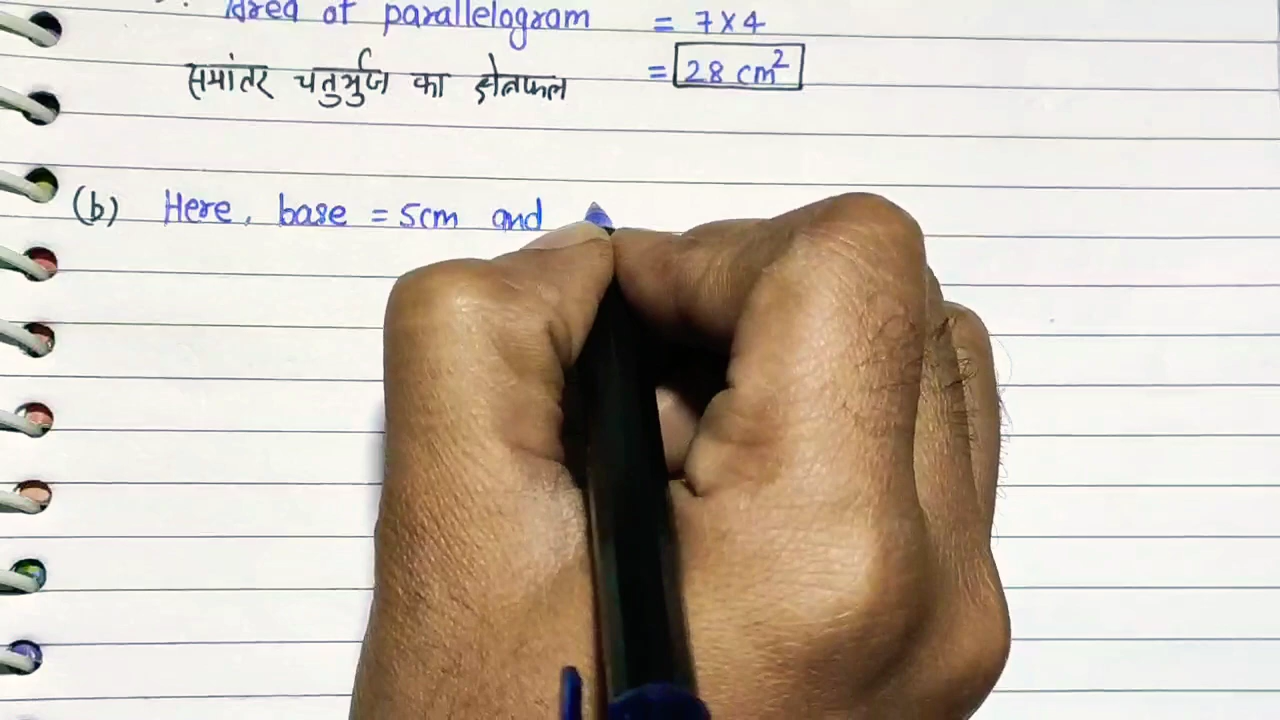 Area of parallelogram = 7 × 4
समांतर चतुर्भुज का क्षेत्रफल = 28 cm²
(b) Here, base = 5cm and